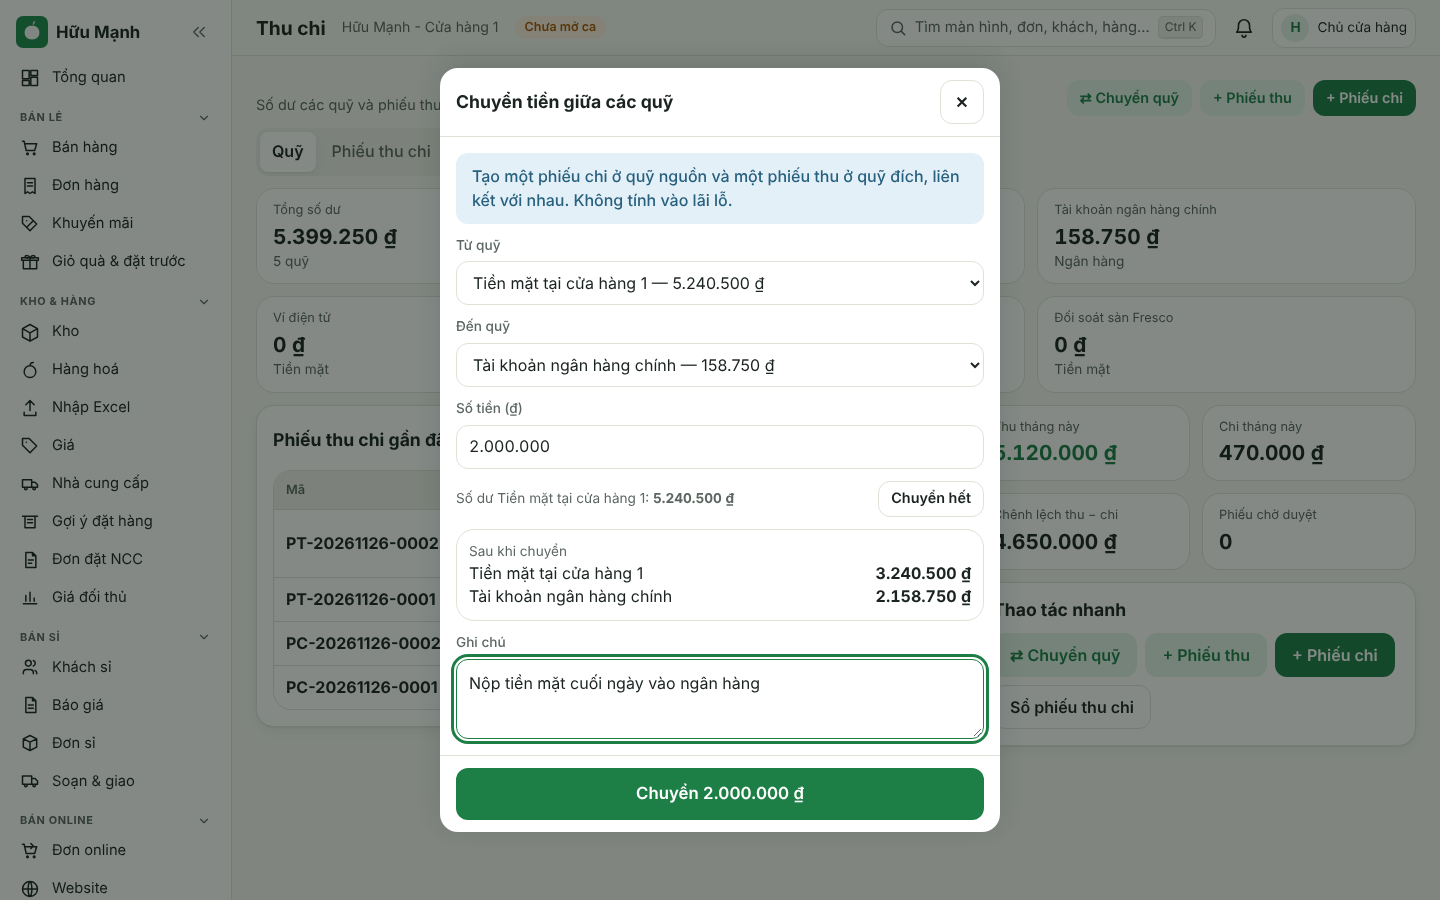 Hữu Mạnh
Tổng quan
BÁN LẺ
Bán hàng
Đơn hàng
Khuyến mãi
Giỏ quà & đặt trước
KHO & HÀNG
Kho
Hàng hoá
Nhập Excel
Giá
Nhà cung cấp
Gợi ý đặt hàng
Đơn đặt NCC
Giá đối thủ
BÁN SỈ
Khách sỉ
Báo giá
Đơn sỉ
Soạn & giao
BÁN ONLINE
Đơn online
Website
Thu chi
Hữu Mạnh - Cửa hàng 1
Chưa mở ca
Tìm màn hình, đơn, khách, hàng...
Ctrl K
H
Chủ cửa hàng
Số dư các quỹ và phiếu thu
⇄ Chuyển quỹ
+ Phiếu thu
+ Phiếu chi
Quỹ
Phiếu thu chi
Tổng số dư
5.399.250 ₫
5 quỹ
Tài khoản ngân hàng chính
158.750 ₫
Ngân hàng
Ví điện tử
0 ₫
Tiền mặt
Đối soát sàn Fresco
0 ₫
Tiền mặt
Phiếu thu chi gần
Mã
PT-20261126-0002
PT-20261126-0001
PC-20261126-0002
PC-20261126-0001
tháng này
5.120.000 ₫
Chi tháng này
470.000 ₫
Chênh lệch thu – chi
4.650.000 ₫
Phiếu chờ duyệt
0
Thao tác nhanh
⇄ Chuyển quỹ
+ Phiếu thu
+ Phiếu chi
Sổ phiếu thu chi
Chuyển tiền giữa các quỹ
×
Tạo một phiếu chi ở quỹ nguồn và một phiếu thu ở quỹ đích, liên
kết với nhau. Không tính vào lãi lỗ.
Từ quỹ
Tiền mặt tại cửa hàng 1 — 5.240.500 ₫
Đến quỹ
Tài khoản ngân hàng chính — 158.750 ₫
Số tiền (₫)
2.000.000
Số dư Tiền mặt tại cửa hàng 1: 5.240.500 ₫
Chuyển hết
Sau khi chuyển
Tiền mặt tại cửa hàng 1 3.240.500 ₫
Tài khoản ngân hàng chính 2.158.750 ₫
Ghi chú
Nộp tiền mặt cuối ngày vào ngân hàng
Chuyển 2.000.000 ₫